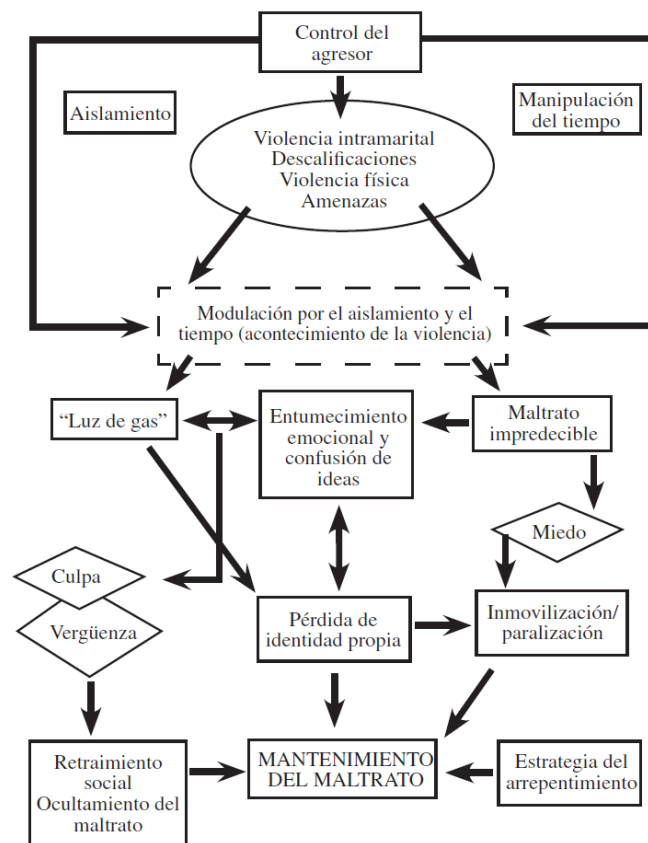 Control del
agresor
Aislamiento
Manipulación
del tiempo
Violencia intramarital
Descalificaciones
Violencia física
Amenazas
Modulación por el aislamiento y el
tiempo (acontecimiento de la violencia)
“Luz de gas”
Entumecimiento
emocional y
confusión de
ideas
Maltrato
impredecible
Miedo
Culpa
Vergüenza
Pérdida de
identidad propia
Inmovilización/
paralización
Retraimiento
social
Ocultamiento del
maltrato
MANTENIMIENTO
DEL MALTRATO
Estrategia del
arrepentimiento